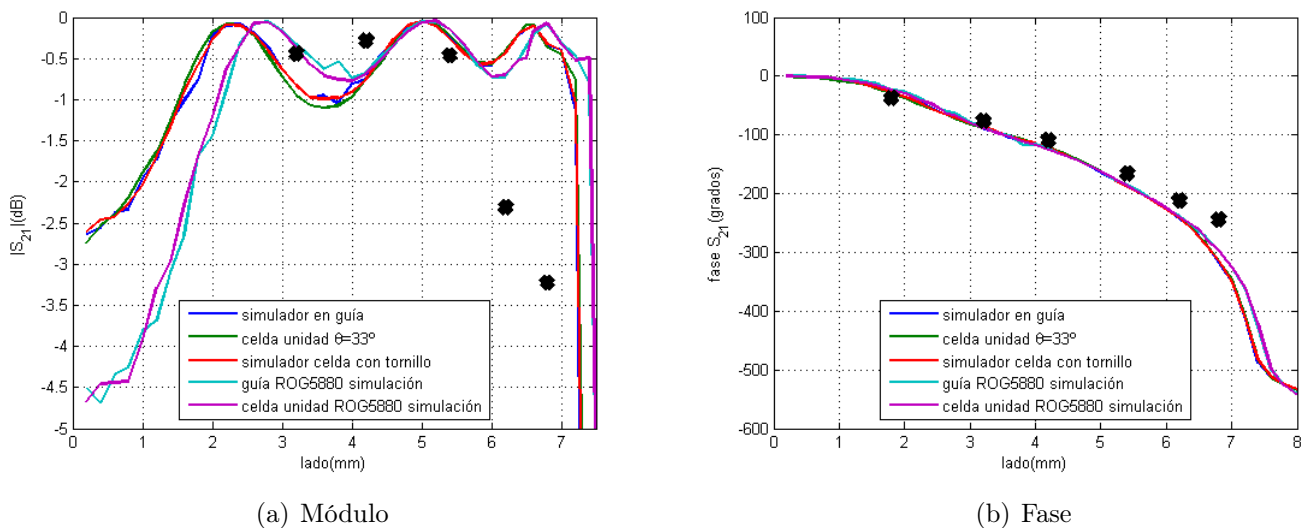 0
-0.5
-1
-1.5
-2
-2.5
-3
-3.5
-4
-4.5
-5
|S21|(dB)
simulador en guía
celda unidad θ=33º
simulador celda con tornillo
guía ROG5880 simulación
celda unidad ROG5880 simulación
0 1 2 3 4 5 6 7
lado(mm)
(a) Módulo
100
0
-100
-200
-300
-400
-500
-600
fase S21(grados)
simulador en guía
celda unidad θ=33º
simulador celda con tornillo
guía ROG5880 simulación
celda unidad ROG5880 simulación
0 1 2 3 4 5 6 7 8
lado(mm)
(b) Fase